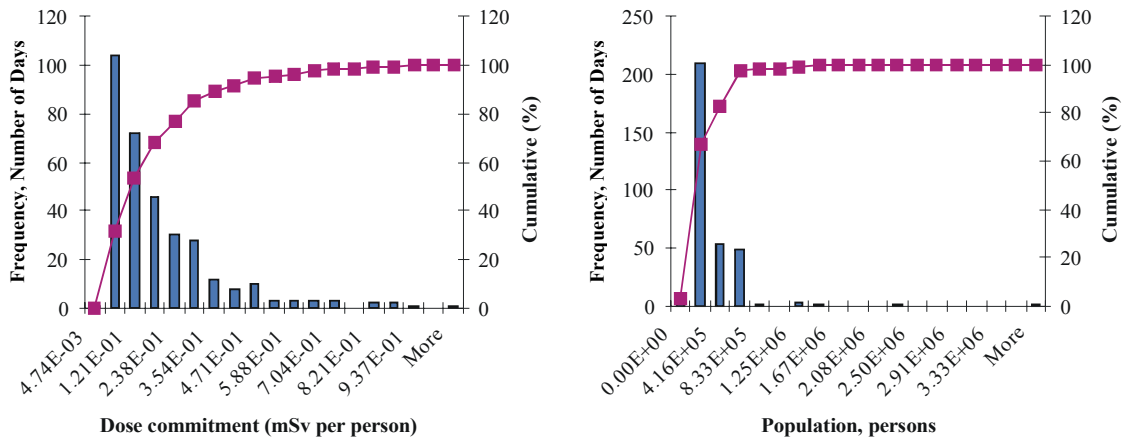 Frequency, Number of Days
120
100
80
60
40
20
0
120
100
80
60
40
20
0
Cumulative (%)
4.74E-03
1.21E-01
2.38E-01
3.54E-01
4.71E-01
5.88E-01
7.04E-01
8.21E-01
9.37E-01
More
Dose commitment (mSv per person)
Frequency, Number of Days
250
200
150
100
50
0
120
100
80
60
40
20
0
Cumulative (%)
0.00E+00
4.16E+05
8.33E+05
1.25E+06
1.67E+06
2.08E+06
2.50E+06
2.91E+06
3.33E+06
More
Population, persons